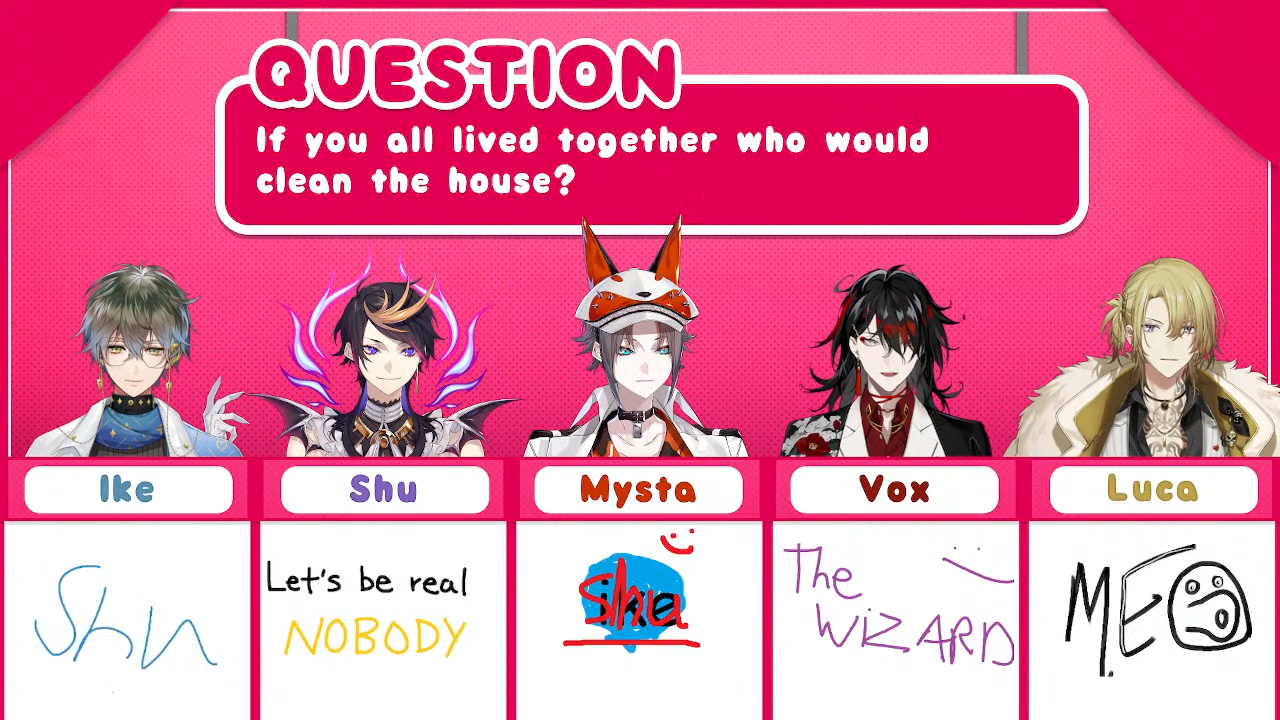 QUESTION
If you all lived together who would
clean the house?
Ike
Shu
Mysta
Vox
Luca
Shu
Let's be real
NOBODY
Shu
The
WIZARD
ME